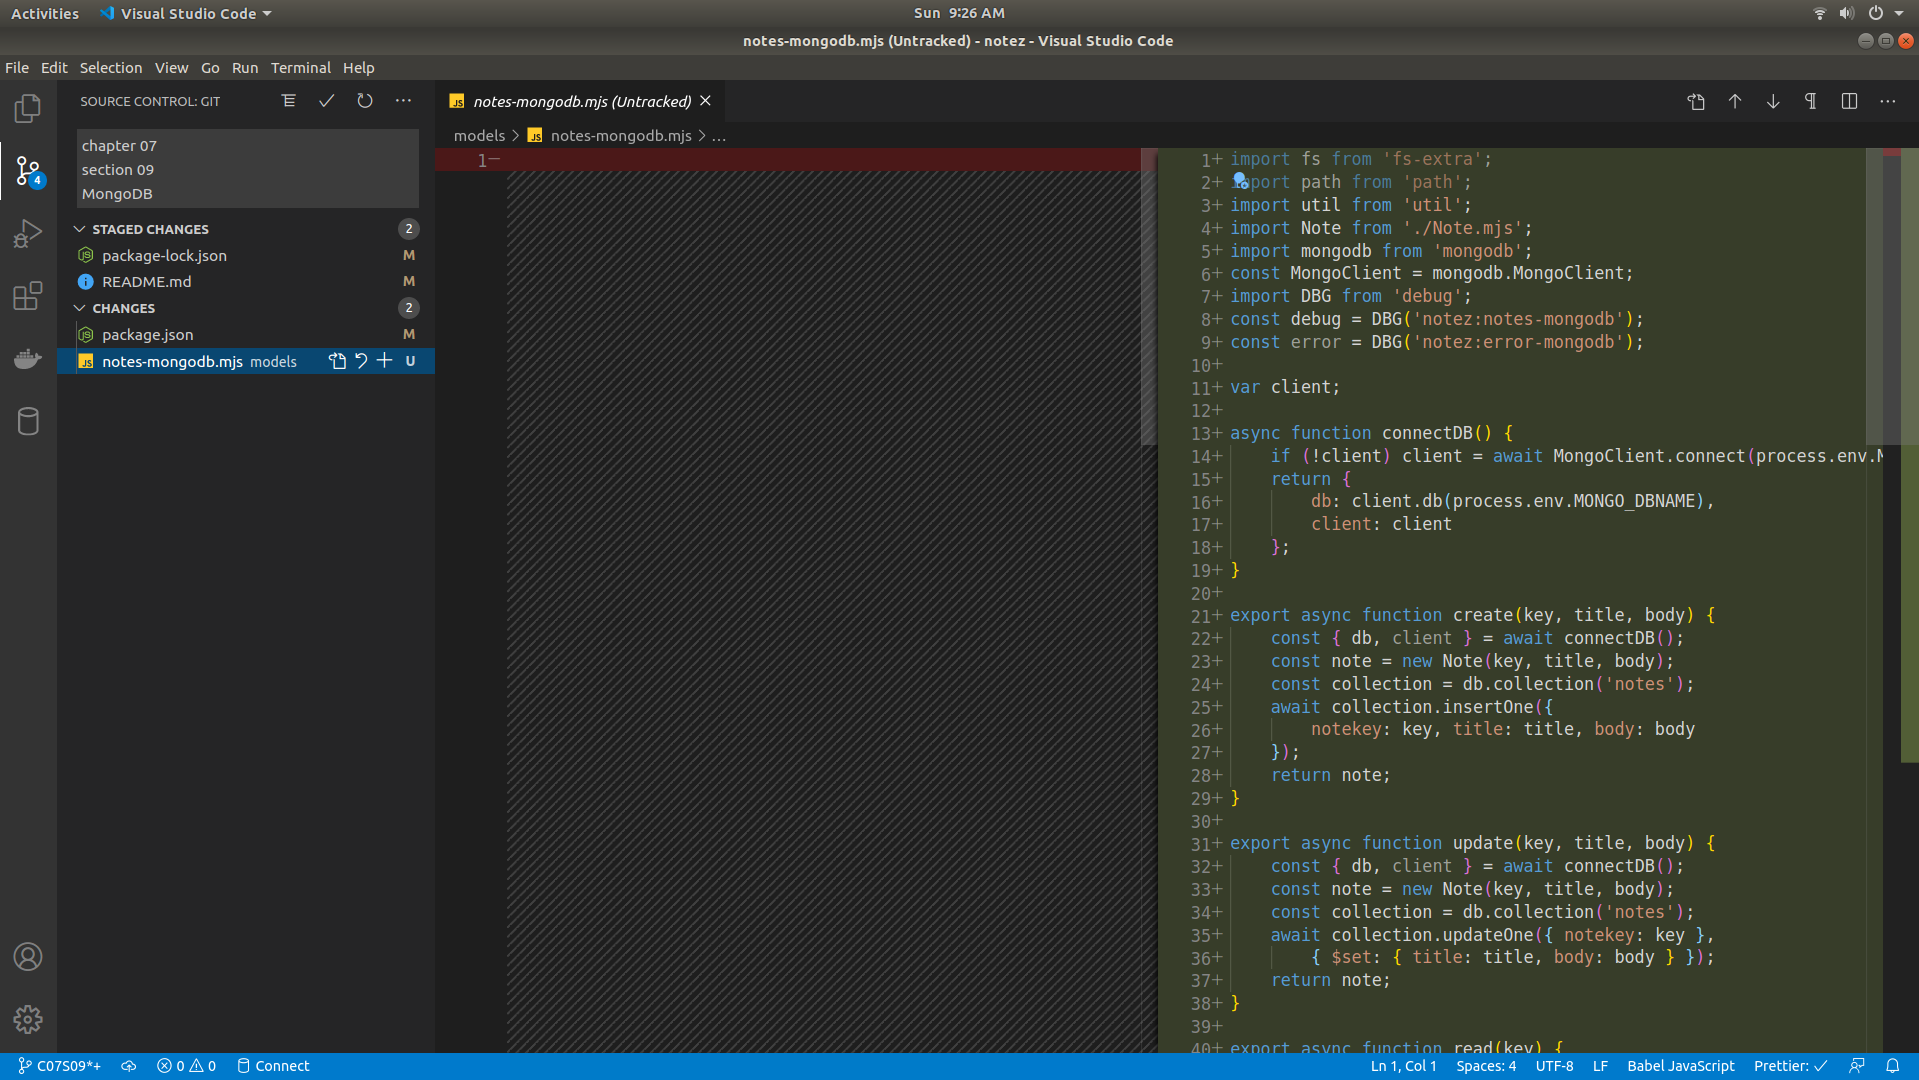 Activities Visual Studio Code Sun 9:26 AM
notes-mongodb.mjs (Untracked) - notez - Visual Studio Code
File Edit Selection View Go Run Terminal Help
SOURCE CONTROL: GIT
chapter 07
section 09
MongoDB
4
STAGED CHANGES 2
package-lock.json M
README.md M
CHANGES 2
package.json M
JS notes-mongodb.mjs models U
JS notes-mongodb.mjs (Untracked)
models > JS notes-mongodb.mjs > ...
1−
1+ import fs from 'fs-extra';
2+ import path from 'path';
3+ import util from 'util';
4+ import Note from './Note.mjs';
5+ import mongodb from 'mongodb';
6+ const MongoClient = mongodb.MongoClient;
7+ import DBG from 'debug';
8+ const debug = DBG('notez:notes-mongodb');
9+ const error = DBG('notez:error-mongodb');
10+
11+ var client;
12+
13+ async function connectDB() {
14+ if (!client) client = await MongoClient.connect(process.env.M
15+ return {
16+ db: client.db(process.env.MONGO_DBNAME),
17+ client: client
18+ };
19+ }
20+
21+ export async function create(key, title, body) {
22+ const { db, client } = await connectDB();
23+ const note = new Note(key, title, body);
24+ const collection = db.collection('notes');
25+ await collection.insertOne({
26+ notekey: key, title: title, body: body
27+ });
28+ return note;
29+ }
30+
31+ export async function update(key, title, body) {
32+ const { db, client } = await connectDB();
33+ const note = new Note(key, title, body);
34+ const collection = db.collection('notes');
35+ await collection.updateOne({ notekey: key },
36+ { $set: { title: title, body: body } });
37+ return note;
38+ }
39+
40+ export async function read(key) {
C07S09*+ 0 0 Connect Ln 1, Col 1 Spaces: 4 UTF-8 LF Babel JavaScript Prettier: ✓